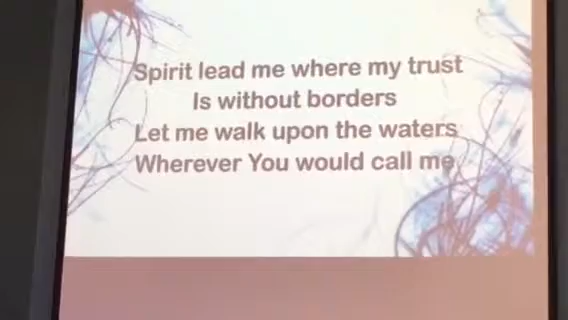 Spirit lead me where my trust
Is without borders
Let me walk upon the waters
Wherever You would call me